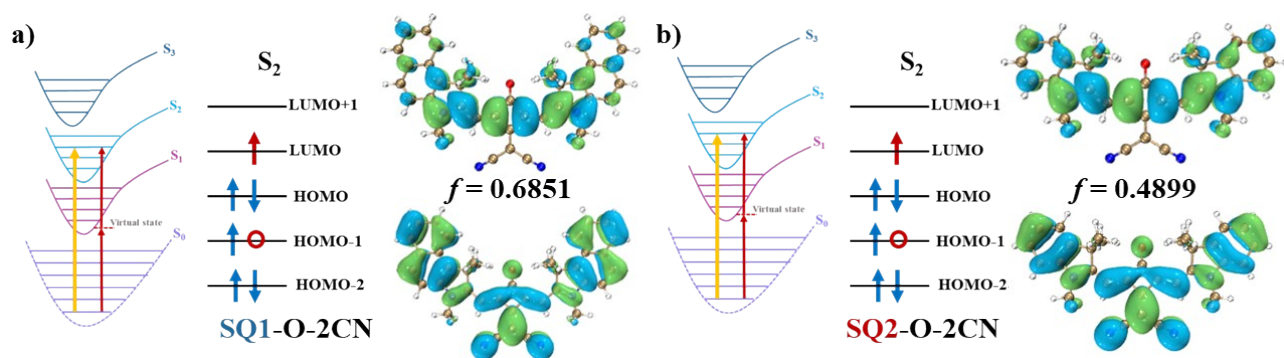 a)
S3
S2
S1
Virtual state
S0
S2
LUMO+1
LUMO
HOMO
HOMO-1
HOMO-2
SQ1-O-2CN
f = 0.6851
b)
S3
S2
S1
Virtual state
S0
S2
LUMO+1
LUMO
HOMO
HOMO-1
HOMO-2
SQ2-O-2CN
f = 0.4899